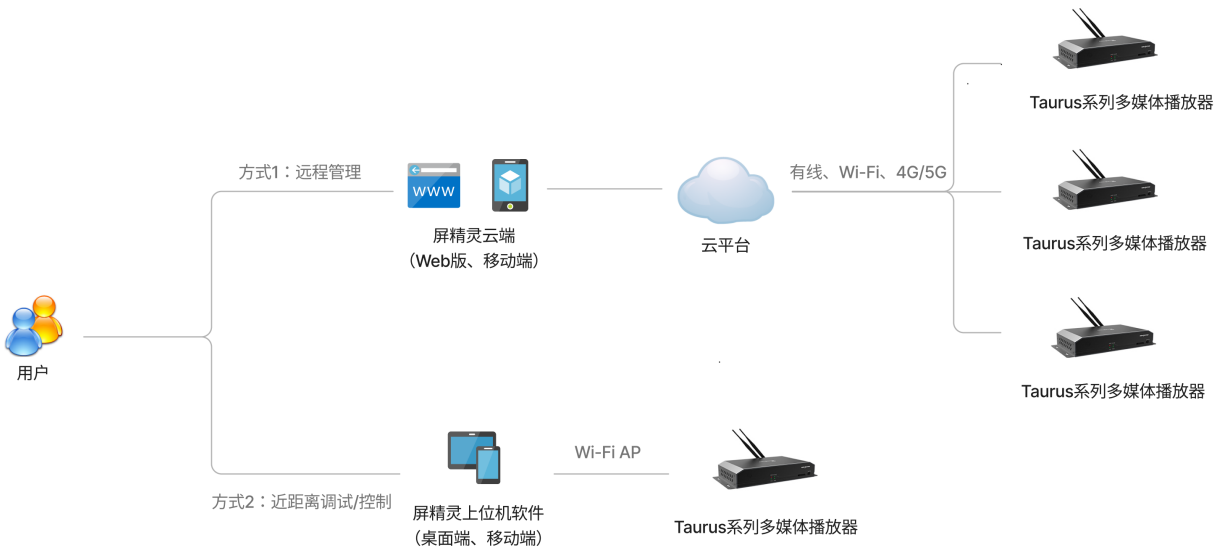 Taurus系列多媒体播放器
方式1：远程管理
有线、Wi-Fi、4G/5G
WWW
屏精灵云端
（Web版、移动端）
云平台
Taurus系列多媒体播放器
用户
Taurus系列多媒体播放器
Wi-Fi AP
方式2：近距离调试/控制
屏精灵上位机软件
（桌面端、移动端）
Taurus系列多媒体播放器